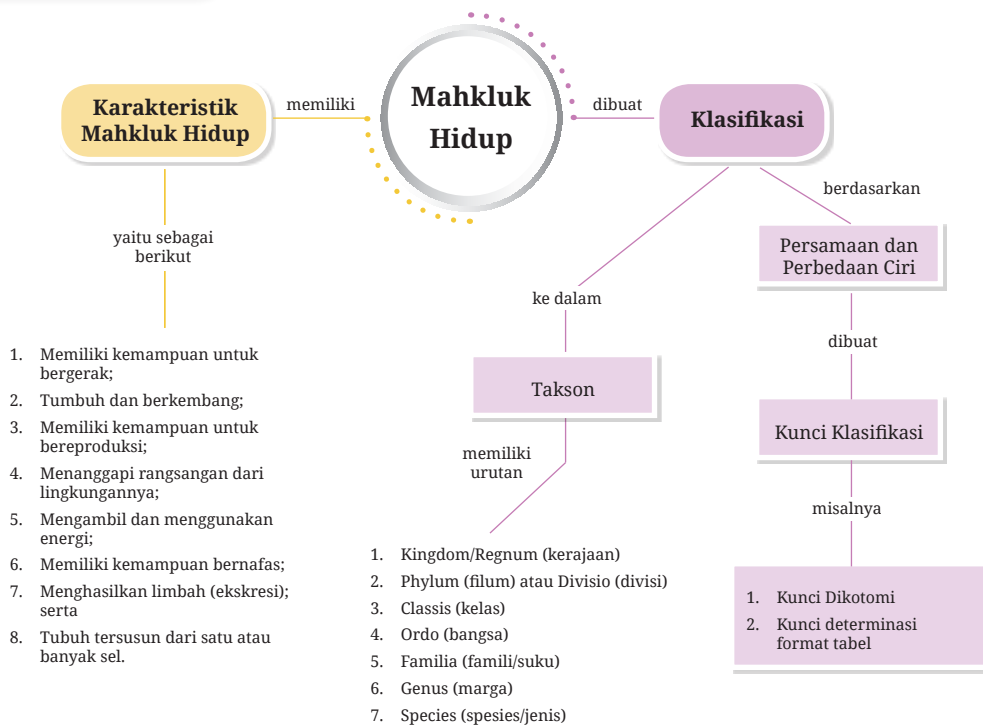 Mahkluk
Hidup
memiliki
Karakteristik
Mahkluk Hidup
yaitu sebagai
berikut
1. Memiliki kemampuan untuk
bergerak;
2. Tumbuh dan berkembang;
3. Memiliki kemampuan untuk
bereproduksi;
4. Menanggapi rangsangan dari
lingkungannya;
5. Mengambil dan menggunakan
energi;
6. Memiliki kemampuan bernafas;
7. Menghasilkan limbah (ekskresi);
serta
8. Tubuh tersusun dari satu atau
banyak sel.
dibuat
Klasifikasi
ke dalam
Takson
memiliki
urutan
1. Kingdom/Regnum (kerajaan)
2. Phylum (filum) atau Divisio (divisi)
3. Classis (kelas)
4. Ordo (bangsa)
5. Familia (famili/suku)
6. Genus (marga)
7. Species (spesies/jenis)
berdasarkan
Persamaan dan
Perbedaan Ciri
dibuat
Kunci Klasifikasi
misalnya
1. Kunci Dikotomi
2. Kunci determinasi
format tabel